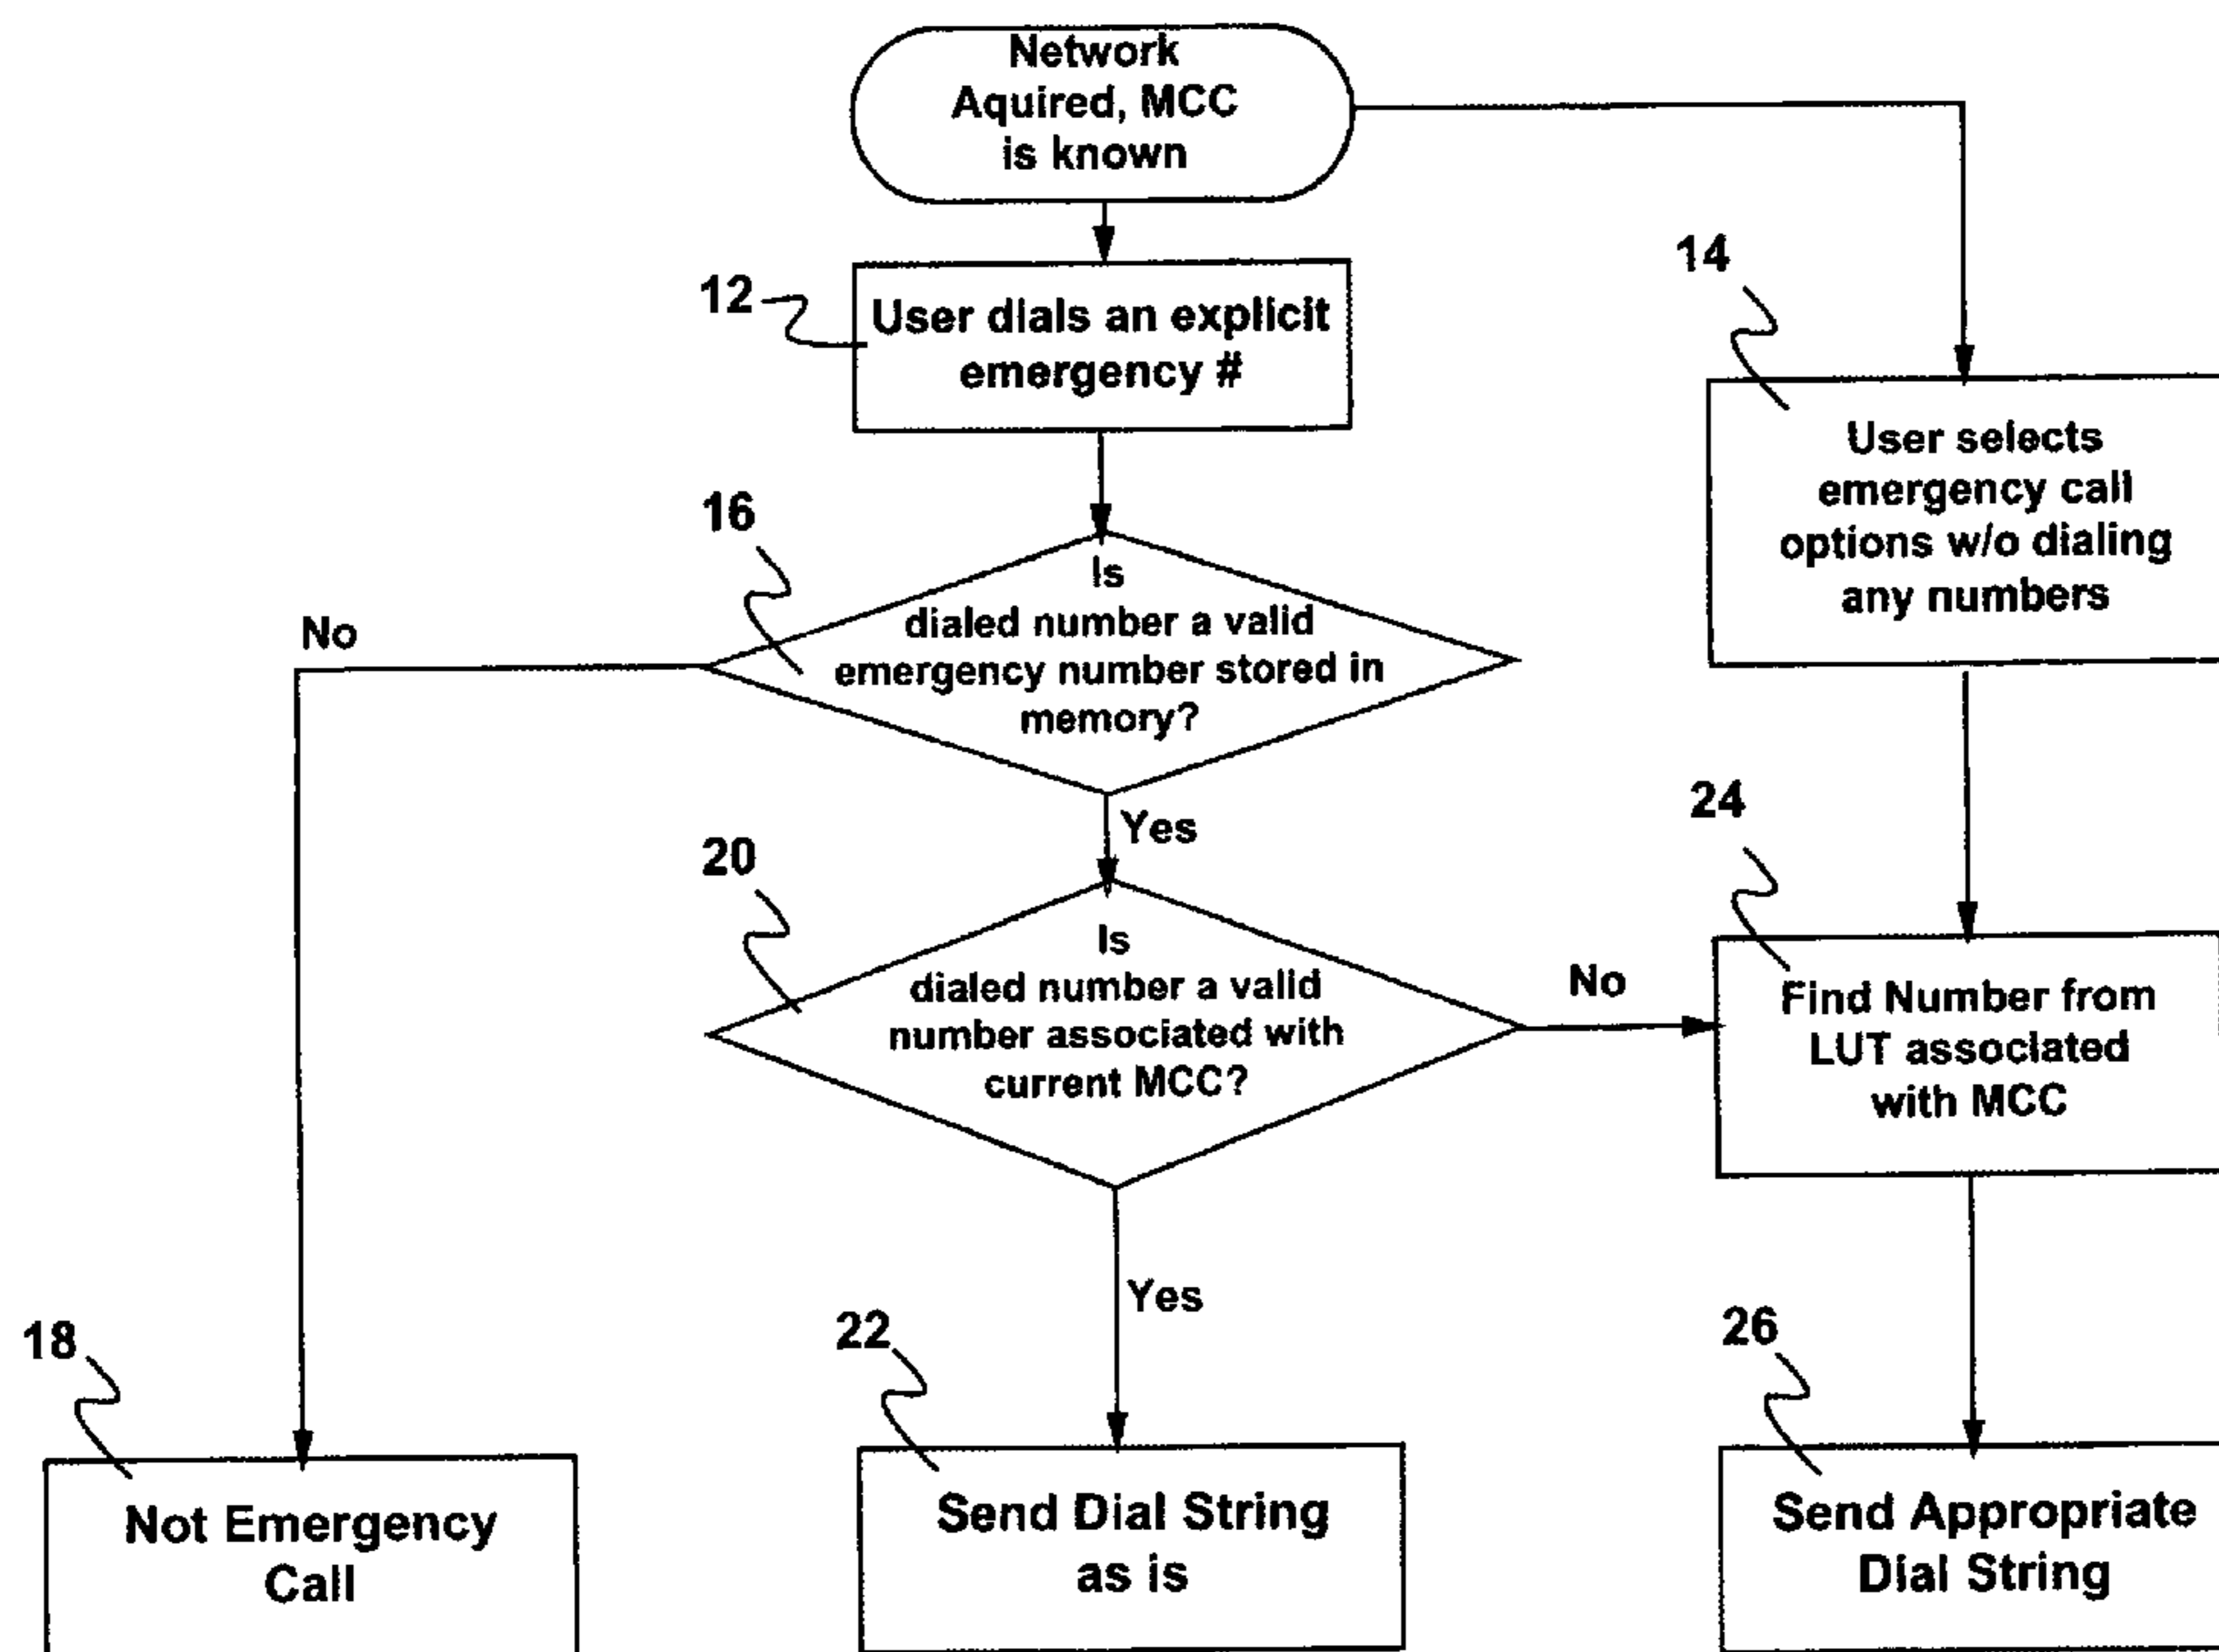 Network
Aquired, MCC
is known
12
User dials an explicit
emergency #
14
User selects
emergency call
options w/o dialing
any numbers
16
Is
dialed number a valid
emergency number stored in
memory?
No
Yes
20
Is
dialed number a valid
number associated with
current MCC?
No
24
Find Number from
LUT associated
with MCC
Yes
18
Not Emergency
Call
22
Send Dial String
as is
26
Send Appropriate
Dial String